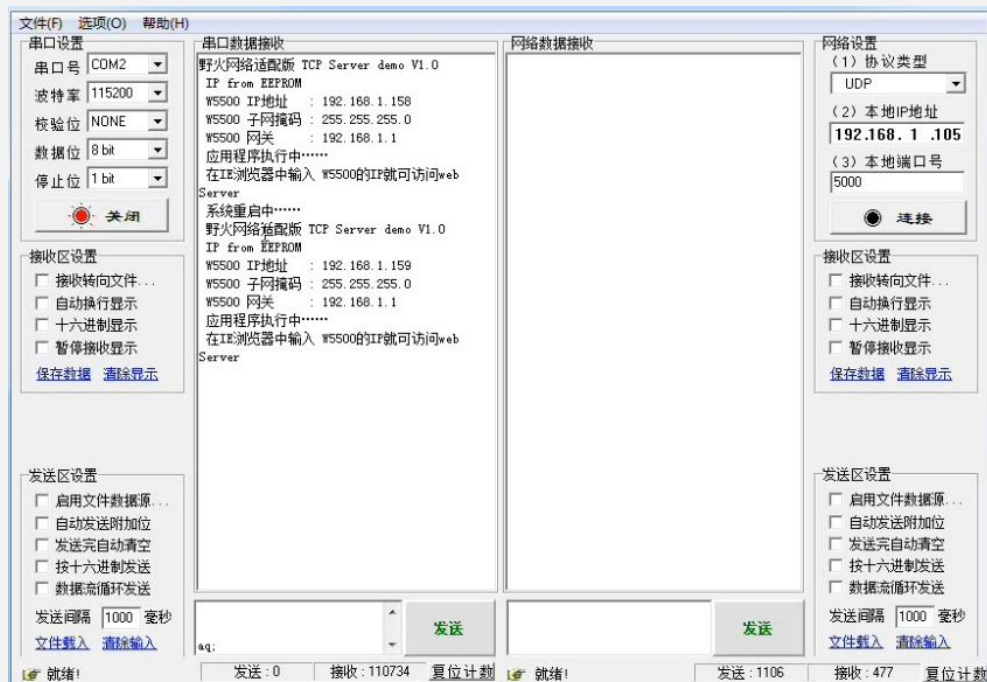 文件(F) 选项(O) 帮助(H)
串口设置
串口号 COM2
波特率 115200
校验位 NONE
数据位 8 bit
停止位 1 bit
关闭
接收区设置
接收转向文件...
自动换行显示
十六进制显示
暂停接收显示
保存数据 清除显示
发送区设置
启用文件数据源...
自动发送附加位
发送完自动清空
按十六进制发送
数据流循环发送
发送间隔 1000 毫秒
文件载入 清除输入
就绪!
串口数据接收
野火网络适配版 TCP Server demo V1.0
IP from EEPROM
W5500 IP地址 : 192.168.1.158
W5500 子网掩码 : 255.255.255.0
W5500 网关 : 192.168.1.1
应用程序执行中……
在IE浏览器中输入 W5500的IP就可访问web
Server
系统重启中……
野火网络适配版 TCP Server demo V1.0
IP from EEPROM
W5500 IP地址 : 192.168.1.159
W5500 子网掩码 : 255.255.255.0
W5500 网关 : 192.168.1.1
应用程序执行中……
在IE浏览器中输入 W5500的IP就可访问web
Server
aq;
发送
发送 : 0 接收 : 110734 复位计数
网络数据接收
发送
就绪!
发送 : 1106 接收 : 477 复位计数
网络设置
(1) 协议类型
UDP
(2) 本地IP地址
192.168. 1 .105
(3) 本地端口号
5000
连接
接收区设置
接收转向文件...
自动换行显示
十六进制显示
暂停接收显示
保存数据 清除显示
发送区设置
启用文件数据源...
自动发送附加位
发送完自动清空
按十六进制发送
数据流循环发送
发送间隔 1000 毫秒
文件载入 清除输入